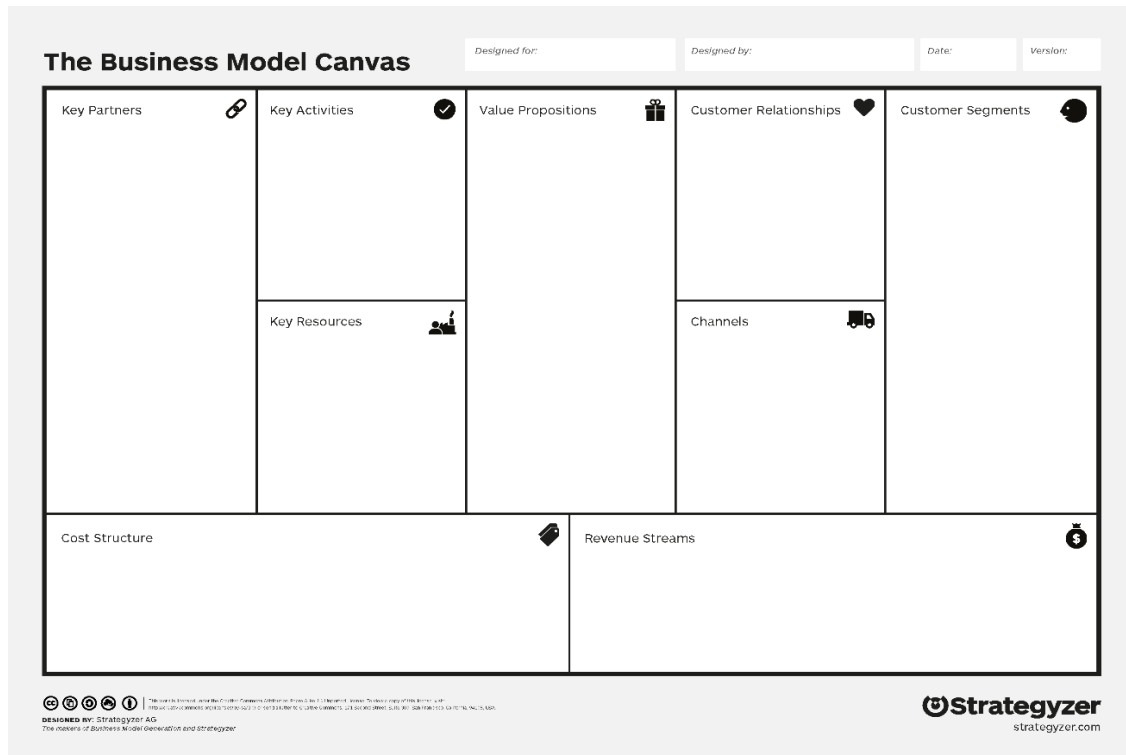 The Business Model Canvas
Designed for:
Designed by:
Date:
Version:
Key Partners
Key Activities
Value Propositions
Customer Relationships
Customer Segments
Key Resources
Channels
Cost Structure
Revenue Streams
$
cc
DESIGNED BY: Strategyzer AG
The makers of Business Model Generation and Strategyzer
Strategyzer
strategyzer.com